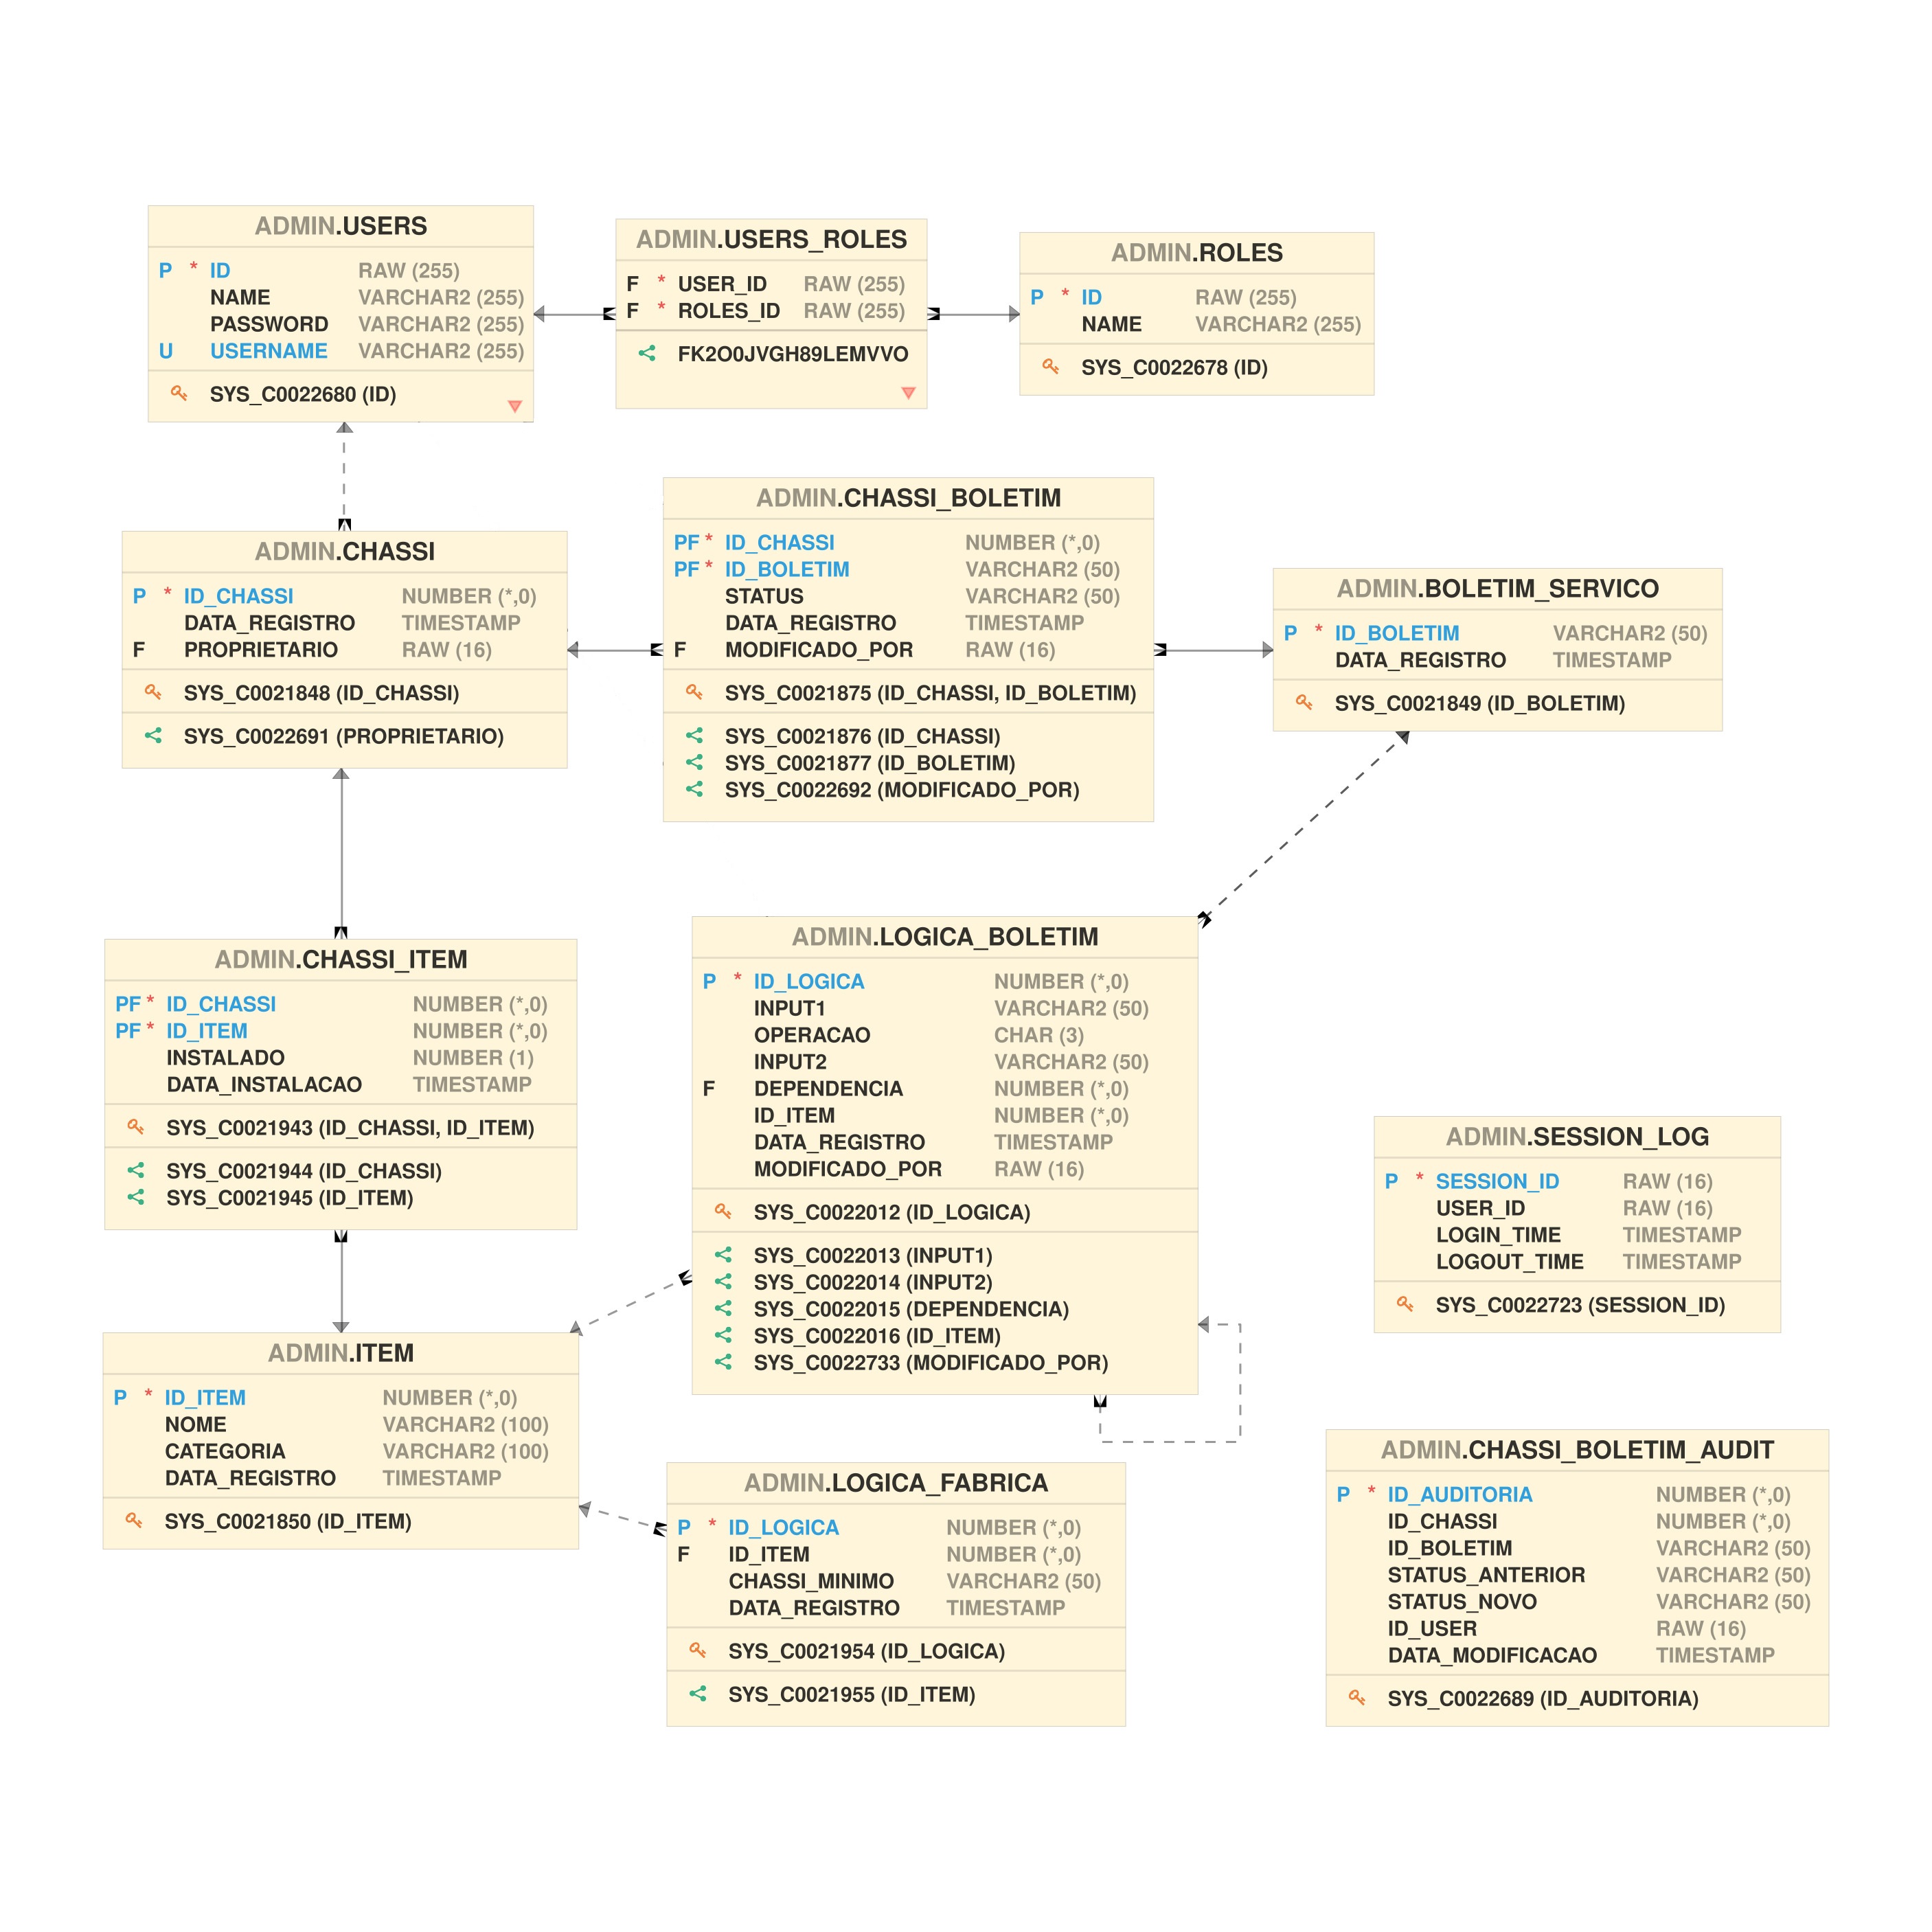 ADMIN.USERS
P * ID RAW (255)
NAME VARCHAR2 (255)
PASSWORD VARCHAR2 (255)
U USERNAME VARCHAR2 (255)
SYS_C0022680 (ID)
ADMIN.USERS_ROLES
F * USER_ID RAW (255)
F * ROLES_ID RAW (255)
FK2O0JVGH89LEMVVO
ADMIN.ROLES
P * ID RAW (255)
NAME VARCHAR2 (255)
SYS_C0022678 (ID)
ADMIN.CHASSI
P * ID_CHASSI NUMBER (*,0)
DATA_REGISTRO TIMESTAMP
F PROPRIETARIO RAW (16)
SYS_C0021848 (ID_CHASSI)
SYS_C0022691 (PROPRIETARIO)
ADMIN.CHASSI_BOLETIM
PF * ID_CHASSI NUMBER (*,0)
PF * ID_BOLETIM VARCHAR2 (50)
STATUS VARCHAR2 (50)
DATA_REGISTRO TIMESTAMP
F MODIFICADO_POR RAW (16)
SYS_C0021875 (ID_CHASSI, ID_BOLETIM)
SYS_C0021876 (ID_CHASSI)
SYS_C0021877 (ID_BOLETIM)
SYS_C0022692 (MODIFICADO_POR)
ADMIN.BOLETIM_SERVICO
P * ID_BOLETIM VARCHAR2 (50)
DATA_REGISTRO TIMESTAMP
SYS_C0021849 (ID_BOLETIM)
ADMIN.CHASSI_ITEM
PF * ID_CHASSI NUMBER (*,0)
PF * ID_ITEM NUMBER (*,0)
INSTALADO NUMBER (1)
DATA_INSTALACAO TIMESTAMP
SYS_C0021943 (ID_CHASSI, ID_ITEM)
SYS_C0021944 (ID_CHASSI)
SYS_C0021945 (ID_ITEM)
ADMIN.LOGICA_BOLETIM
P * ID_LOGICA NUMBER (*,0)
INPUT1 VARCHAR2 (50)
OPERACAO CHAR (3)
INPUT2 VARCHAR2 (50)
F DEPENDENCIA NUMBER (*,0)
ID_ITEM NUMBER (*,0)
DATA_REGISTRO TIMESTAMP
MODIFICADO_POR RAW (16)
SYS_C0022012 (ID_LOGICA)
SYS_C0022013 (INPUT1)
SYS_C0022014 (INPUT2)
SYS_C0022015 (DEPENDENCIA)
SYS_C0022016 (ID_ITEM)
SYS_C0022733 (MODIFICADO_POR)
ADMIN.SESSION_LOG
P * SESSION_ID RAW (16)
USER_ID RAW (16)
LOGIN_TIME TIMESTAMP
LOGOUT_TIME TIMESTAMP
SYS_C0022723 (SESSION_ID)
ADMIN.ITEM
P * ID_ITEM NUMBER (*,0)
NOME VARCHAR2 (100)
CATEGORIA VARCHAR2 (100)
DATA_REGISTRO TIMESTAMP
SYS_C0021850 (ID_ITEM)
ADMIN.LOGICA_FABRICA
P * ID_LOGICA NUMBER (*,0)
F ID_ITEM NUMBER (*,0)
CHASSI_MINIMO VARCHAR2 (50)
DATA_REGISTRO TIMESTAMP
SYS_C0021954 (ID_LOGICA)
SYS_C0021955 (ID_ITEM)
ADMIN.CHASSI_BOLETIM_AUDIT
P * ID_AUDITORIA NUMBER (*,0)
ID_CHASSI NUMBER (*,0)
ID_BOLETIM VARCHAR2 (50)
STATUS_ANTERIOR VARCHAR2 (50)
STATUS_NOVO VARCHAR2 (50)
ID_USER RAW (16)
DATA_MODIFICACAO TIMESTAMP
SYS_C0022689 (ID_AUDITORIA)